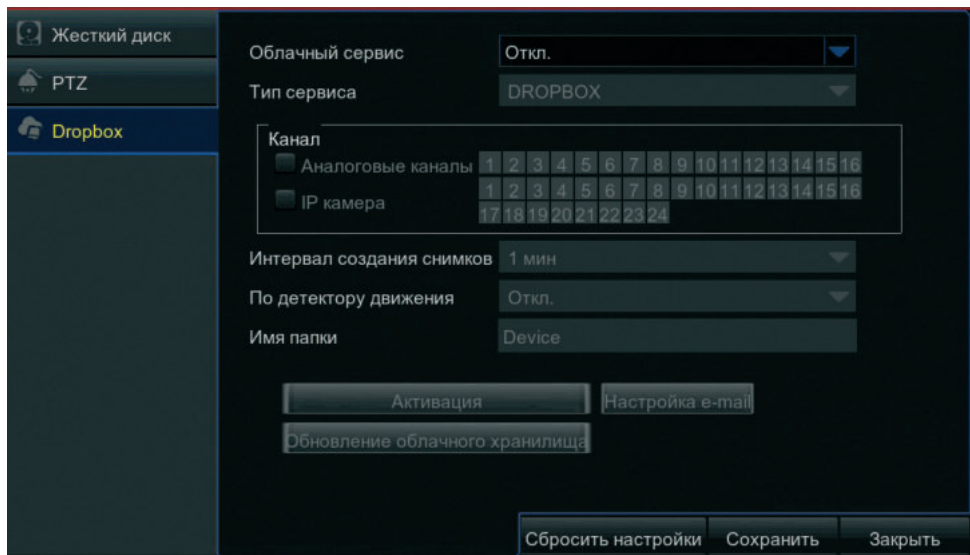 Жесткий диск
PTZ
Dropbox
Облачный сервис Откл.
Тип сервиса DROPBOX
Канал
Аналоговые каналы 1 2 3 4 5 6 7 8 9 10 11 12 13 14 15 16
IP камера 1 2 3 4 5 6 7 8 9 10 11 12 13 14 15 16
17 18 19 20 21 22 23 24
Интервал создания снимков 1 мин
По детектору движения Откл.
Имя папки Device
Активация Настройка e-mail
Обновление облачного хранилища
Сбросить настройки Сохранить Закрыть